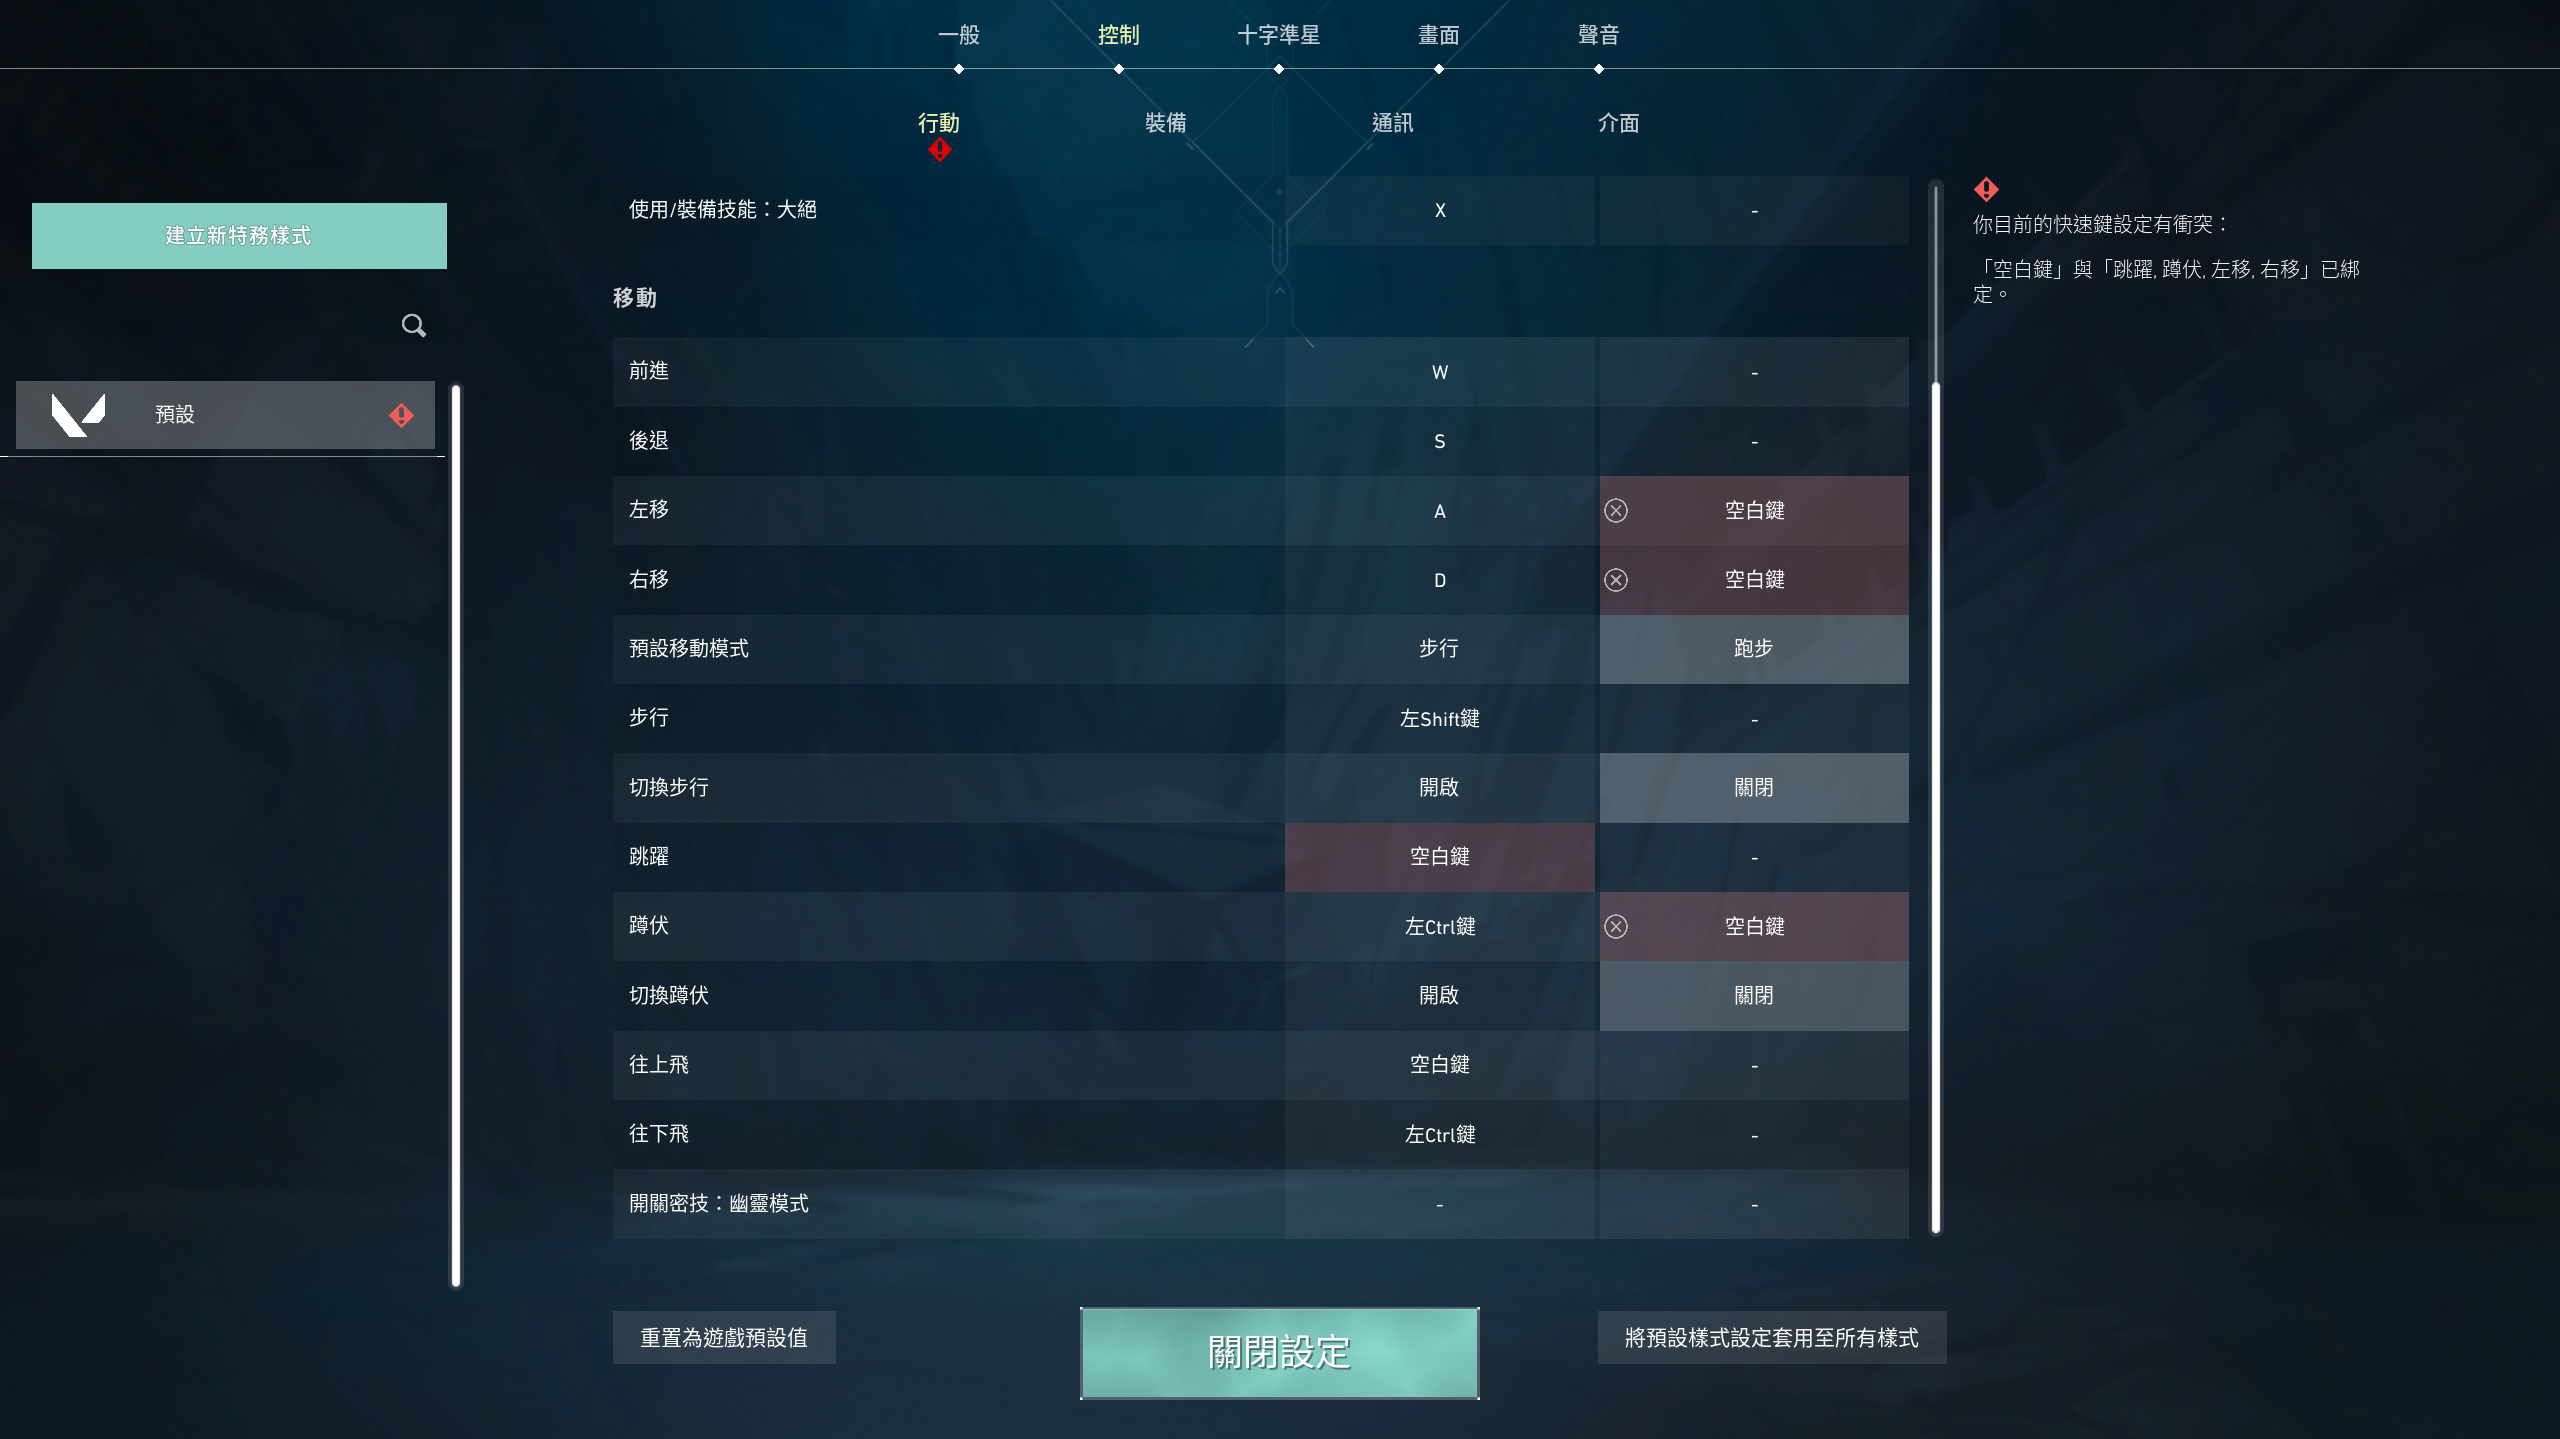 一般 控制 十字準星 畫面 聲音
行動 裝備 通訊 介面
建立新特務樣式
預設
使用/裝備技能：大絕 X -
移動
前進 W -
後退 S -
左移 A 空白鍵
右移 D 空白鍵
預設移動模式 步行 跑步
步行 左Shift鍵 -
切換步行 開啟 關閉
跳躍 空白鍵 -
蹲伏 左Ctrl鍵 空白鍵
切換蹲伏 開啟 關閉
往上飛 空白鍵 -
往下飛 左Ctrl鍵 -
開關密技：幽靈模式 - -
你目前的快速鍵設定有衝突：
「空白鍵」與「跳躍, 蹲伏, 左移, 右移」已綁
定。
重置為遊戲預設值
關閉設定
將預設樣式設定套用至所有樣式